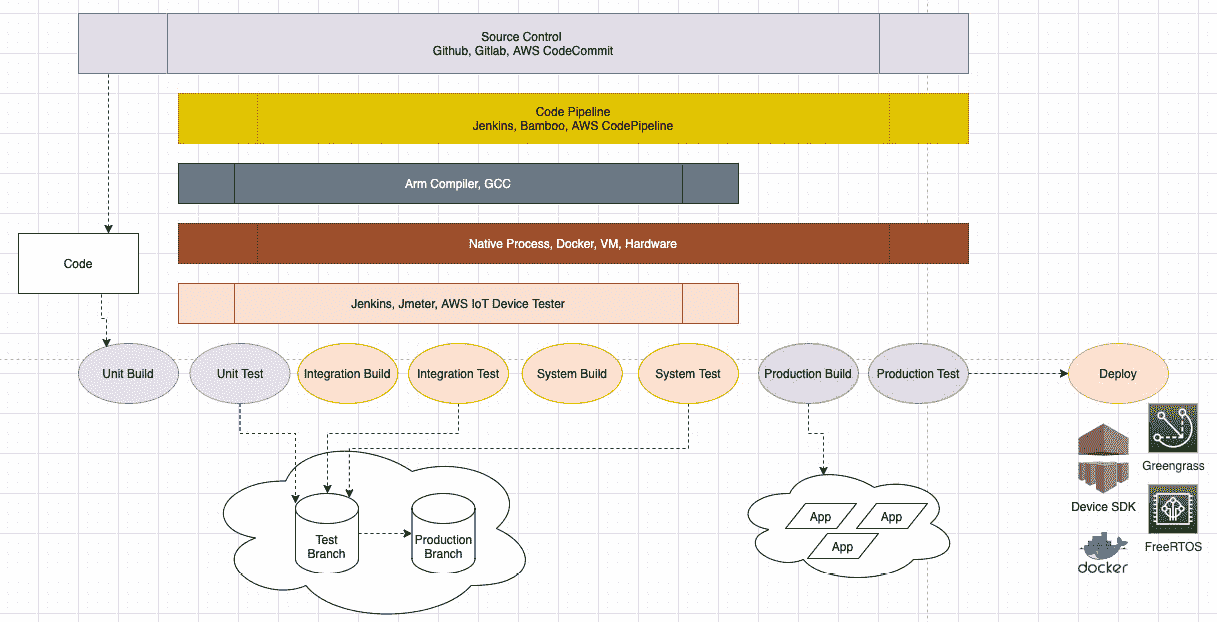 Source Control
Github, Gitlab, AWS CodeCommit
Code Pipeline
Jenkins, Bamboo, AWS CodePipeline
Arm Compiler, GCC
Native Process, Docker, VM, Hardware
Code
Jenkins, Jmeter, AWS IoT Device Tester
Unit Build
Unit Test
Integration Build
Integration Test
System Build
System Test
Production Build
Production Test
Deploy
Greengrass
Device SDK
FreeRTOS
docker
Test
Branch
Production
Branch
App
App
App